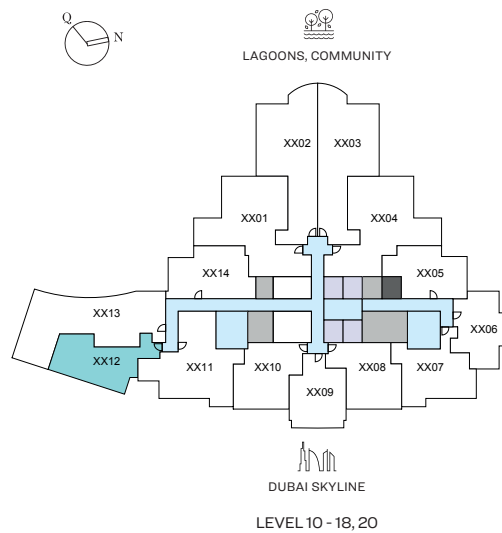 Q
N
LAGOONS, COMMUNITY
XX02 XX03
XX01 XX04
XX14 XX05
XX13
XX06
XX12
XX11 XX10 XX08 XX07
XX09
DUBAI SKYLINE
LEVEL 10 - 18, 20